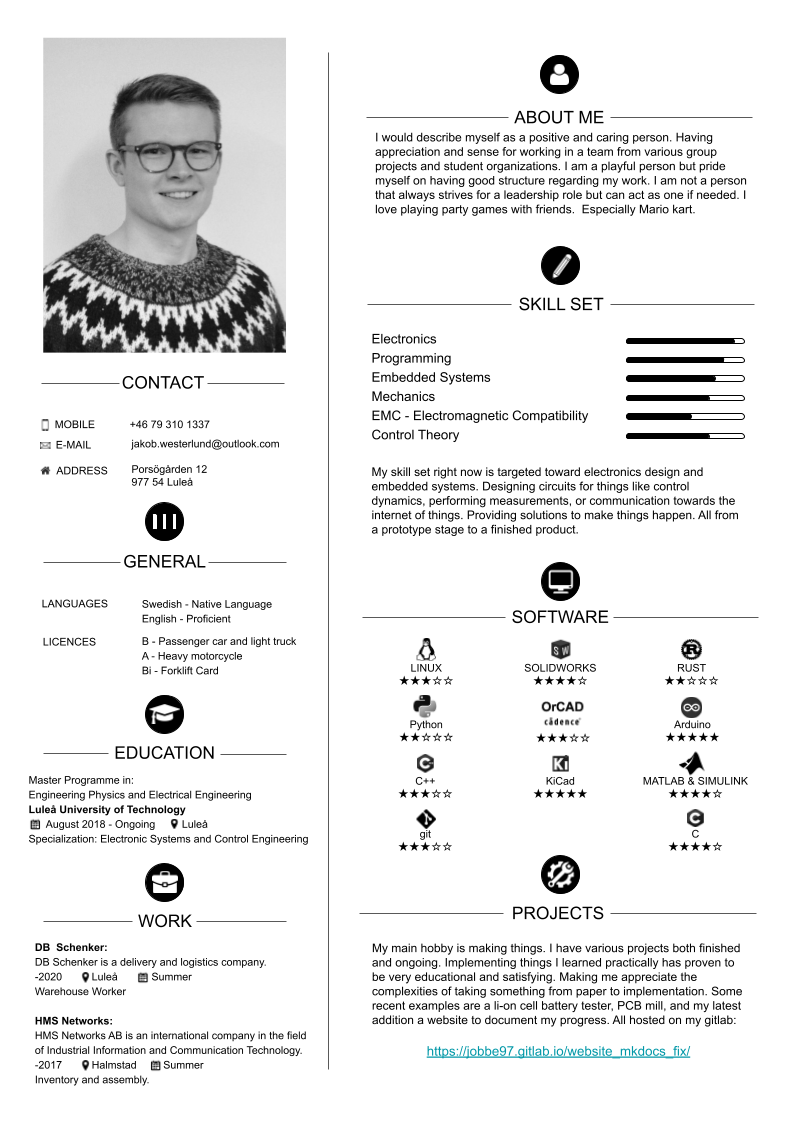 CONTACT
MOBILE +46 79 310 1337
E-MAIL jakob.westerlund@outlook.com
ADDRESS Porsögården 12
977 54 Luleå
GENERAL
LANGUAGES Swedish - Native Language
English - Proficient
LICENCES B - Passenger car and light truck
A - Heavy motorcycle
Bi - Forklift Card
EDUCATION
Master Programme in:
Engineering Physics and Electrical Engineering
Luleå University of Technology
August 2018 - Ongoing Luleå
Specialization: Electronic Systems and Control Engineering
WORK
DB Schenker:
DB Schenker is a delivery and logistics company.
-2020 Luleå Summer
Warehouse Worker
HMS Networks:
HMS Networks AB is an international company in the field
of Industrial Information and Communication Technology.
-2017 Halmstad Summer
Inventory and assembly.
ABOUT ME
I would describe myself as a positive and caring person. Having
appreciation and sense for working in a team from various group
projects and student organizations. I am a playful person but pride
myself on having good structure regarding my work. I am not a person
that always strives for a leadership role but can act as one if needed. I
love playing party games with friends. Especially Mario kart.
SKILL SET
Electronics
Programming
Embedded Systems
Mechanics
EMC - Electromagnetic Compatibility
Control Theory
My skill set right now is targeted toward electronics design and
embedded systems. Designing circuits for things like control
dynamics, performing measurements, or communication towards the
internet of things. Providing solutions to make things happen. All from
a prototype stage to a finished product.
SOFTWARE
SW
R
LINUX SOLIDWORKS RUST
★★★☆☆ ★★★★☆ ★★☆☆☆
OrCAD
cādence
Python Arduino
★★☆☆☆ ★★★☆☆ ★★★★★
C Ki
C++ KiCad MATLAB & SIMULINK
★★★☆☆ ★★★★★ ★★★★☆
C
git C
★★★☆☆ ★★★★☆
PROJECTS
My main hobby is making things. I have various projects both finished
and ongoing. Implementing things I learned practically has proven to
be very educational and satisfying. Making me appreciate the
complexities of taking something from paper to implementation. Some
recent examples are a li-on cell battery tester, PCB mill, and my latest
addition a website to document my progress. All hosted on my gitlab:
https://jobbe97.gitlab.io/website_mkdocs_fix/